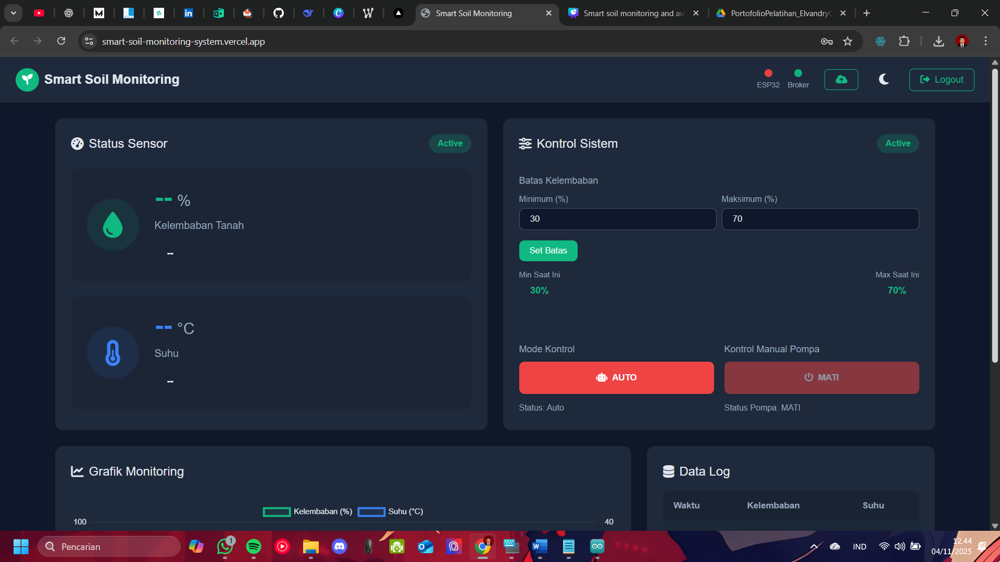 Smart Soil Monitoring
Smart soil monitoring and au
PortofolioPelatihan_Elvandry
smart-soil-monitoring-system.vercel.app
Smart Soil Monitoring
ESP32
Broker
Logout
Status Sensor
Active
-- %
Kelembaban Tanah
--
-- °C
Suhu
--
Kontrol Sistem
Active
Batas Kelembaban
Minimum (%)
Maksimum (%)
30
70
Set Batas
Min Saat Ini
Max Saat Ini
30%
70%
Mode Kontrol
Kontrol Manual Pompa
AUTO
MATI
Status: Auto
Status Pompa: MATI
Grafik Monitoring
Kelembaban (%)
Suhu (°C)
100
40
Data Log
Waktu
Kelembaban
Suhu
Pencarian
1
IND
12.44
04/11/2025